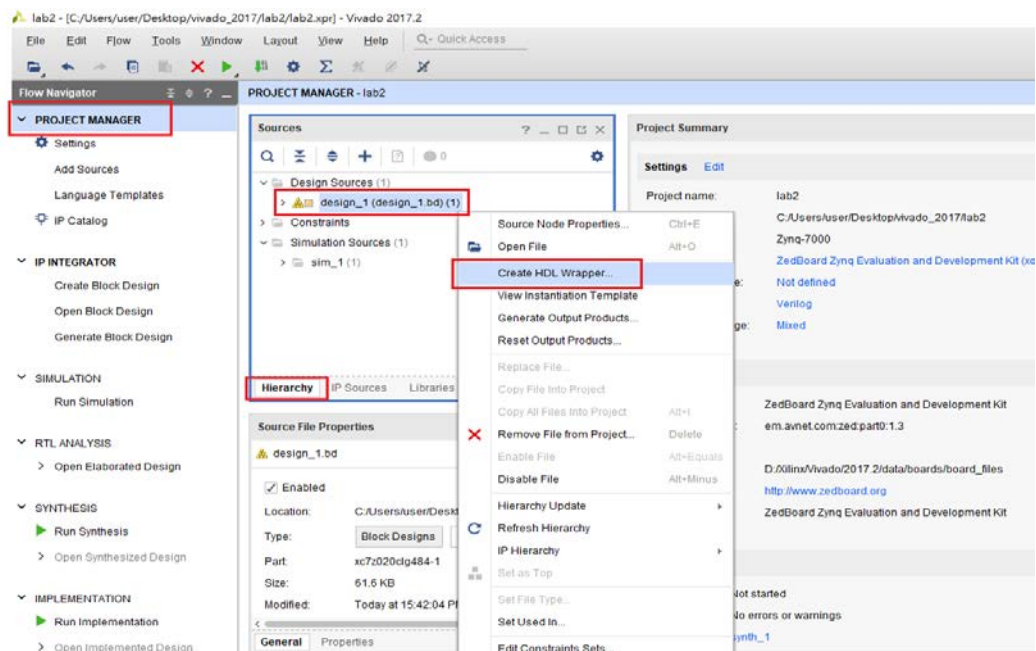 lab2 - [C:/Users/user/Desktop/vivado_2017/lab2/lab2.xpr] - Vivado 2017.2
File Edit Flow Tools Window Layout View Help Quick Access
Flow Navigator
PROJECT MANAGER - lab2
PROJECT MANAGER
Settings
Add Sources
Language Templates
IP Catalog
IP INTEGRATOR
Create Block Design
Open Block Design
Generate Block Design
SIMULATION
Run Simulation
RTL ANALYSIS
Open Elaborated Design
SYNTHESIS
Run Synthesis
Open Synthesized Design
IMPLEMENTATION
Run Implementation
Open Implemented Design
Sources
0
Design Sources (1)
design_1 (design_1.bd) (1)
Constraints
Simulation Sources (1)
sim_1 (1)
Hierarchy IP Sources Libraries
Source File Properties
design_1.bd
Enabled
Location: C:/Users/user/Deskt
Type: Block Designs
Part: xc7z020clg484-1
Size: 61.6 KB
Modified: Today at 15:42:04 PM
General Properties
Source Node Properties... Ctrl+E
Open File Alt+O
Create HDL Wrapper...
View Instantiation Template
Generate Output Products...
Reset Output Products...
Replace File...
Copy File Into Project
Copy All Files Into Project Alt+I
Remove File from Project... Delete
Enable File Alt+Equals
Disable File Alt+Minus
Hierarchy Update
Refresh Hierarchy
IP Hierarchy
Set as Top
Set File Type...
Set Used In...
Edit Constraints Sets...
Project Summary
Settings Edit
Project name: lab2
C:/Users/user/Desktop/vivado_2017/lab2
Zynq-7000
ZedBoard Zynq Evaluation and Development Kit (xc
e: Not defined
Verilog
ge: Mixed
ZedBoard Zynq Evaluation and Development Kit
em.avnet.com:zed:part0:1.3
D:/Xilinx/Vivado/2017.2/data/boards/board_files
http://www.zedboard.org
ZedBoard Zynq Evaluation and Development Kit
Not started
No errors or warnings
synth_1